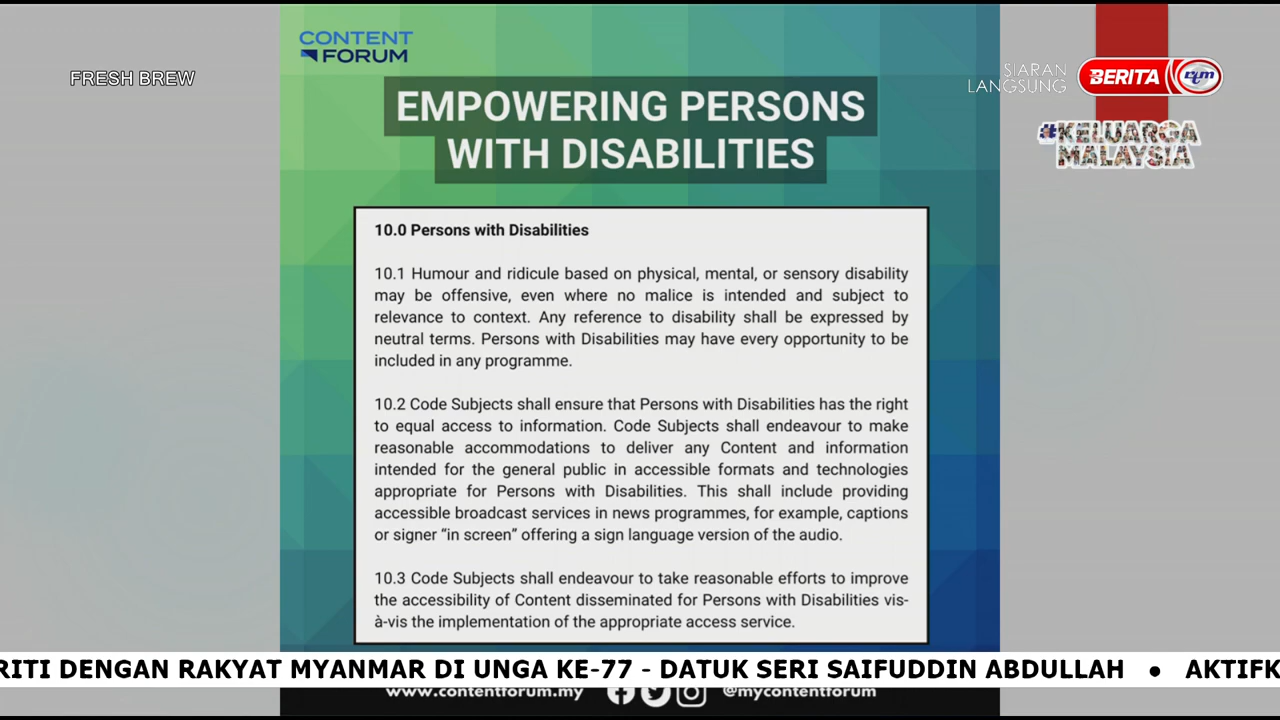 CONTENT
FORUM
FRESH BREW
SIARAN
LANGSUNG
BERITA
rtm
#KELUARGA
MALAYSIA
EMPOWERING PERSONS
WITH DISABILITIES
10.0 Persons with Disabilities
10.1 Humour and ridicule based on physical, mental, or sensory disability
may be offensive, even where no malice is intended and subject to
relevance to context. Any reference to disability shall be expressed by
neutral terms. Persons with Disabilities may have every opportunity to be
included in any programme.
10.2 Code Subjects shall ensure that Persons with Disabilities has the right
to equal access to information. Code Subjects shall endeavour to make
reasonable accommodations to deliver any Content and information
intended for the general public in accessible formats and technologies
appropriate for Persons with Disabilities. This shall include providing
accessible broadcast services in news programmes, for example, captions
or signer “in screen” offering a sign language version of the audio.
10.3 Code Subjects shall endeavour to take reasonable efforts to improve
the accessibility of Content disseminated for Persons with Disabilities vis-
à-vis the implementation of the appropriate access service.
RITI DENGAN RAKYAT MYANMAR DI UNGA KE-77 - DATUK SERI SAIFUDDIN ABDULLAH • AKTIFK
www.contentforum.my @mycontentforum